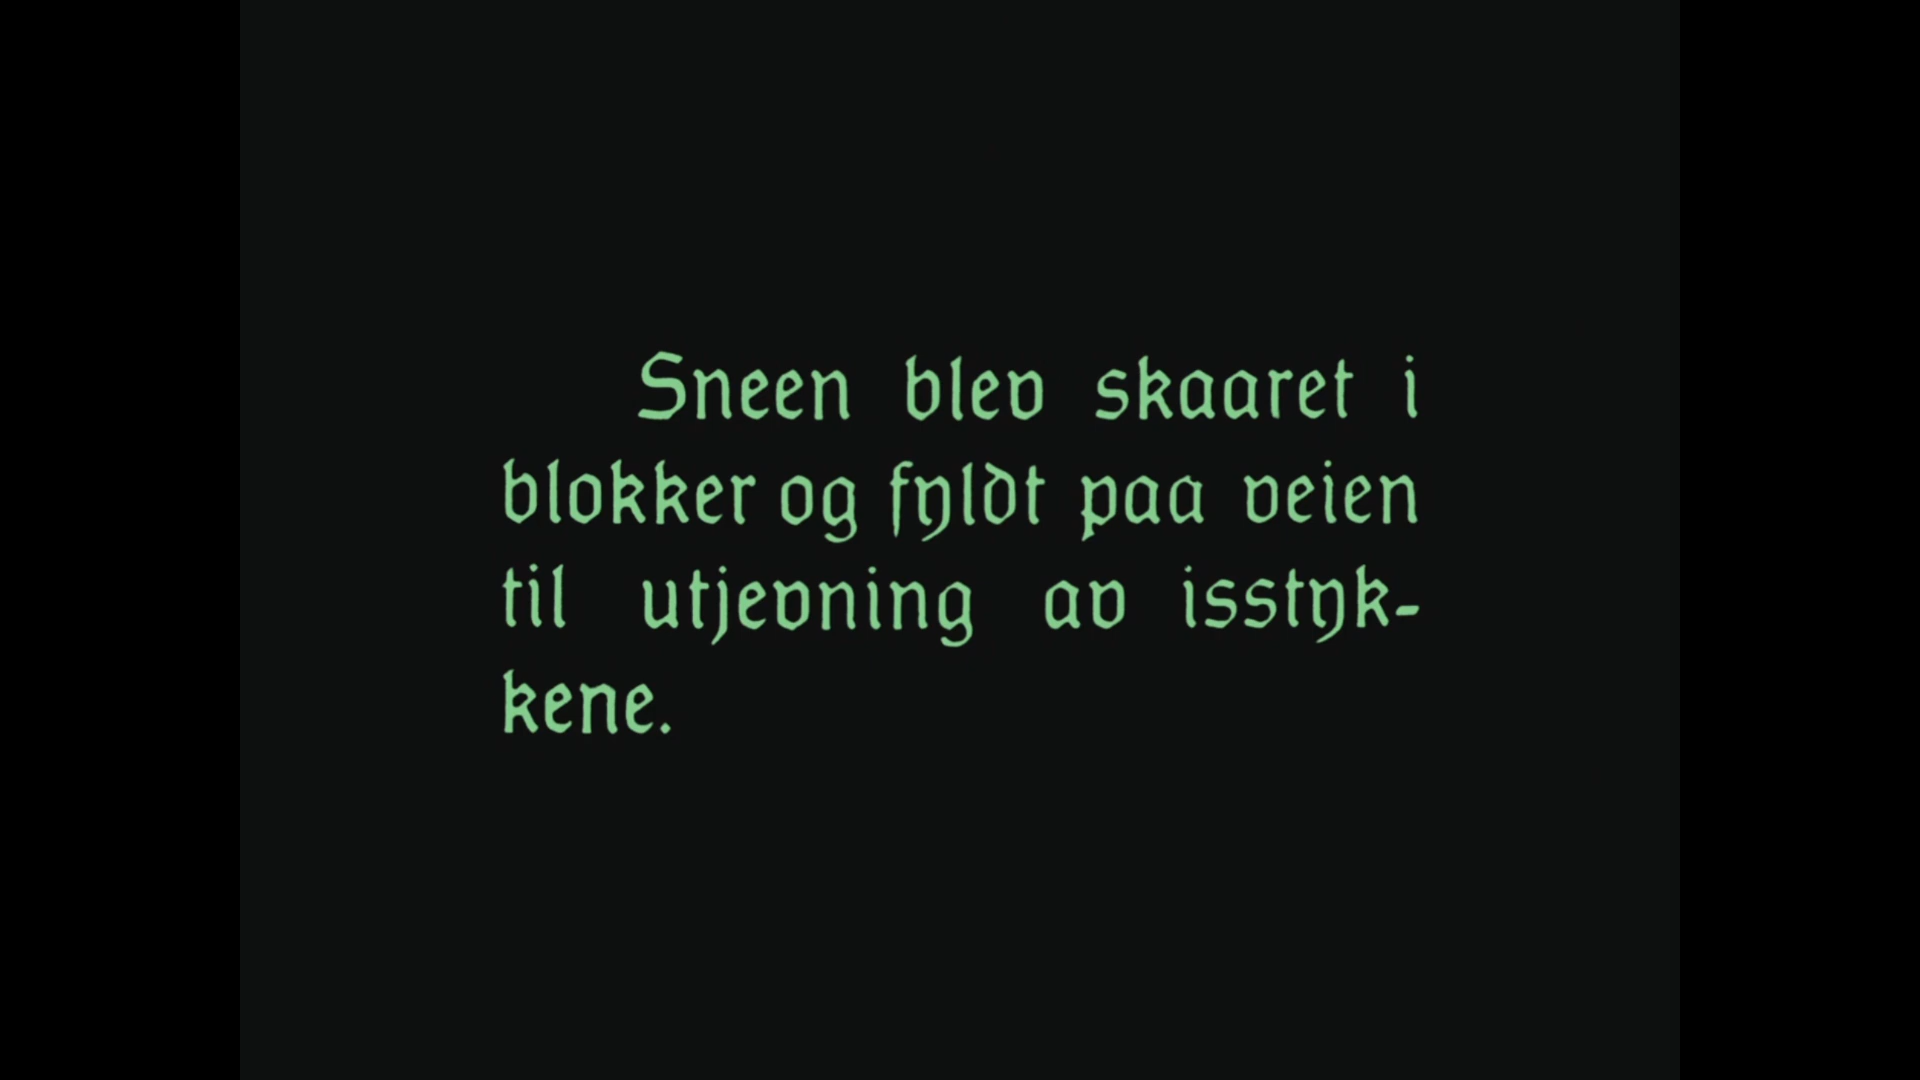 Sneen blev skaaret i
blokker og fyldt paa veien
til utjevning av isstyk-
kene.